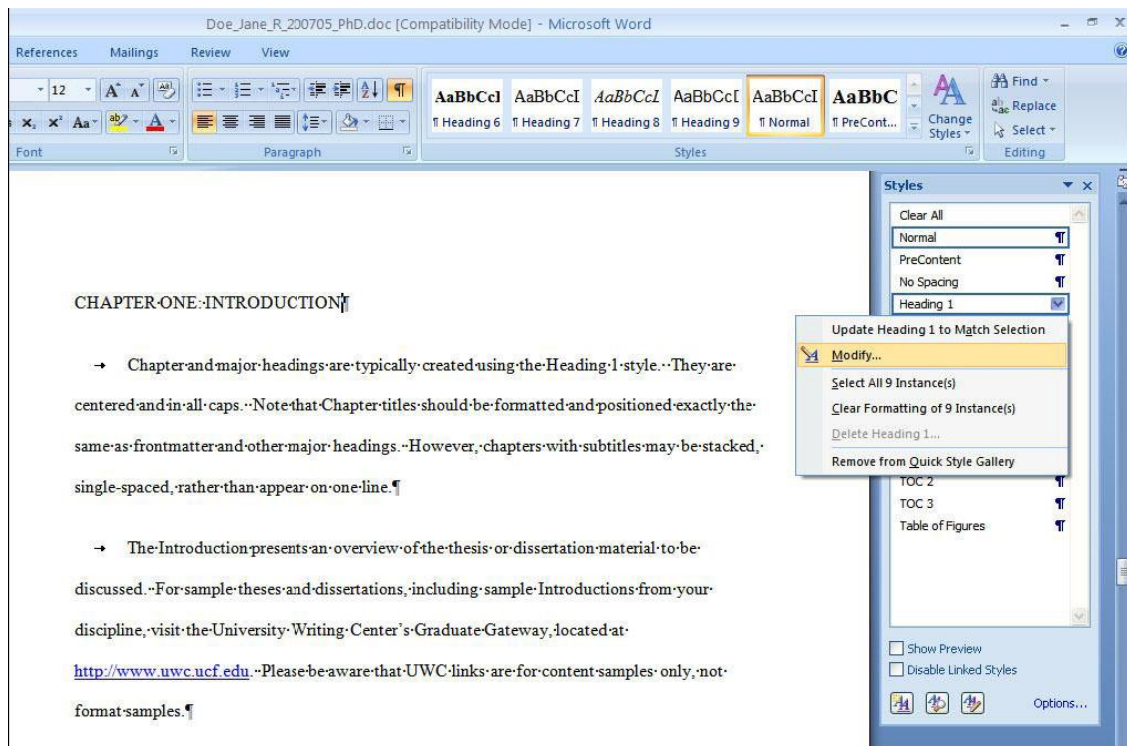 Doe_Jane_R_200705_PhD.doc [Compatibility Mode] - Microsoft Word
References Mailings Review View
12
Font
Paragraph
AaBbCcI AaBbCcI AaBbCcI AaBbCcI AaBbCcI AaBbC
¶ Heading 6 ¶ Heading 7 ¶ Heading 8 ¶ Heading 9 ¶ Normal ¶ PreCont...
Styles
Change
Styles
Find
Replace
Select
Editing
Styles
Clear All
Normal ¶
PreContent ¶
No Spacing ¶
Heading 1
Update Heading 1 to Match Selection
Modify...
Select All 9 Instance(s)
Clear Formatting of 9 Instance(s)
Delete Heading 1...
Remove from Quick Style Gallery
TOC 2 ¶
TOC 3 ¶
Table of Figures ¶
Show Preview
Disable Linked Styles
Options...
CHAPTER·ONE:·INTRODUCTION¶
→ Chapter·and·major·headings·are·typically·created·using·the·Heading·1·style.··They·are·
centered·and·in·all·caps.··Note·that·Chapter·titles·should·be·formatted·and·positioned·exactly·the·
same·as·frontmatter·and·other·major·headings.··However,·chapters·with·subtitles·may·be·stacked,·
single-spaced,·rather·than·appear·on·one·line.¶
→ The·Introduction·presents·an·overview·of·the·thesis·or·dissertation·material·to·be·
discussed.··For·sample·theses·and·dissertations,·including·sample·Introductions·from·your·
discipline,·visit·the·University·Writing·Center's·Graduate·Gateway,·located·at·
http://www.uwc.ucf.edu.··Please·be·aware·that·UWC·links·are·for·content·samples·only,·not·
format·samples.¶